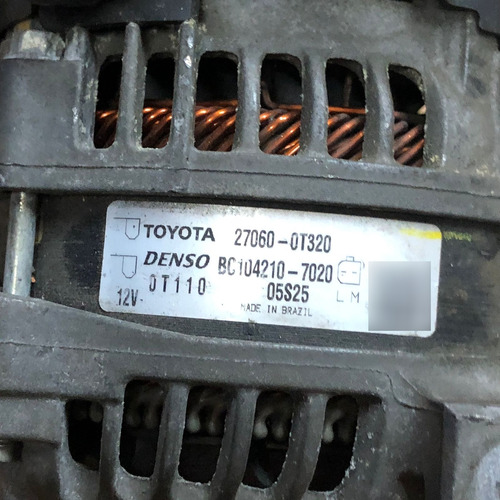 TOYOTA 27060-0T320
DENSO BC104210-7020
0T110 05S25 L M
12V MADE IN BRAZIL